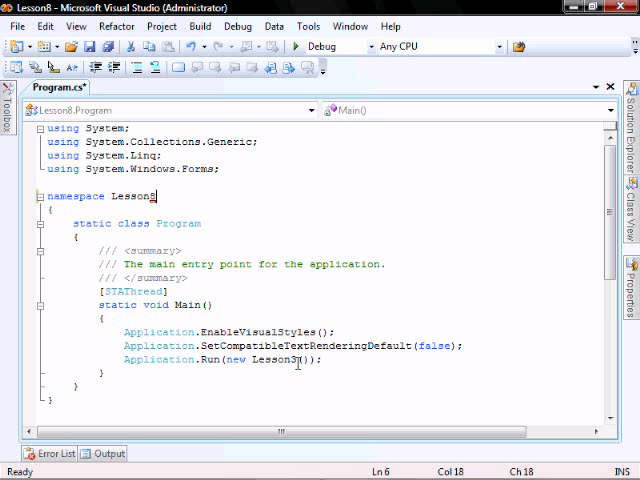 Lesson8 - Microsoft Visual Studio (Administrator)
File Edit View Refactor Project Build Debug Data Tools Window Help
Debug Any CPU
Program.cs*
Lesson8.Program Main()
using System;
using System.Collections.Generic;
using System.Linq;
using System.Windows.Forms;
namespace Lesson8
{
static class Program
{
/// <summary>
/// The main entry point for the application.
/// </summary>
[STAThread]
static void Main()
{
Application.EnableVisualStyles();
Application.SetCompatibleTextRenderingDefault(false);
Application.Run(new Lesson3());
}
}
}
Toolbox
Solution Explorer
Class View
Properties
Error List Output
Ready Ln 6 Col 18 Ch 18 INS